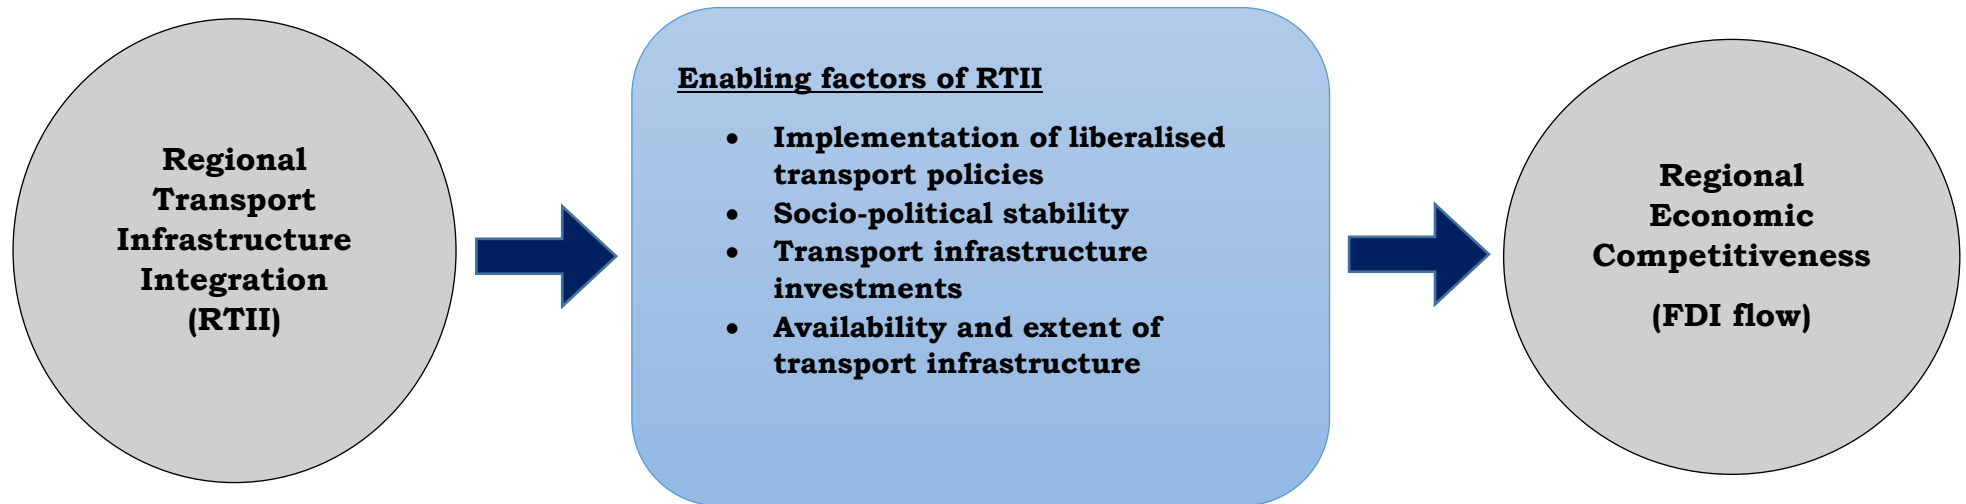 Regional
Transport
Infrastructure
Integration
(RTII)
Enabling factors of RTII
• Implementation of liberalised
transport policies
• Socio-political stability
• Transport infrastructure
investments
• Availability and extent of
transport infrastructure
Regional
Economic
Competitiveness
(FDI flow)